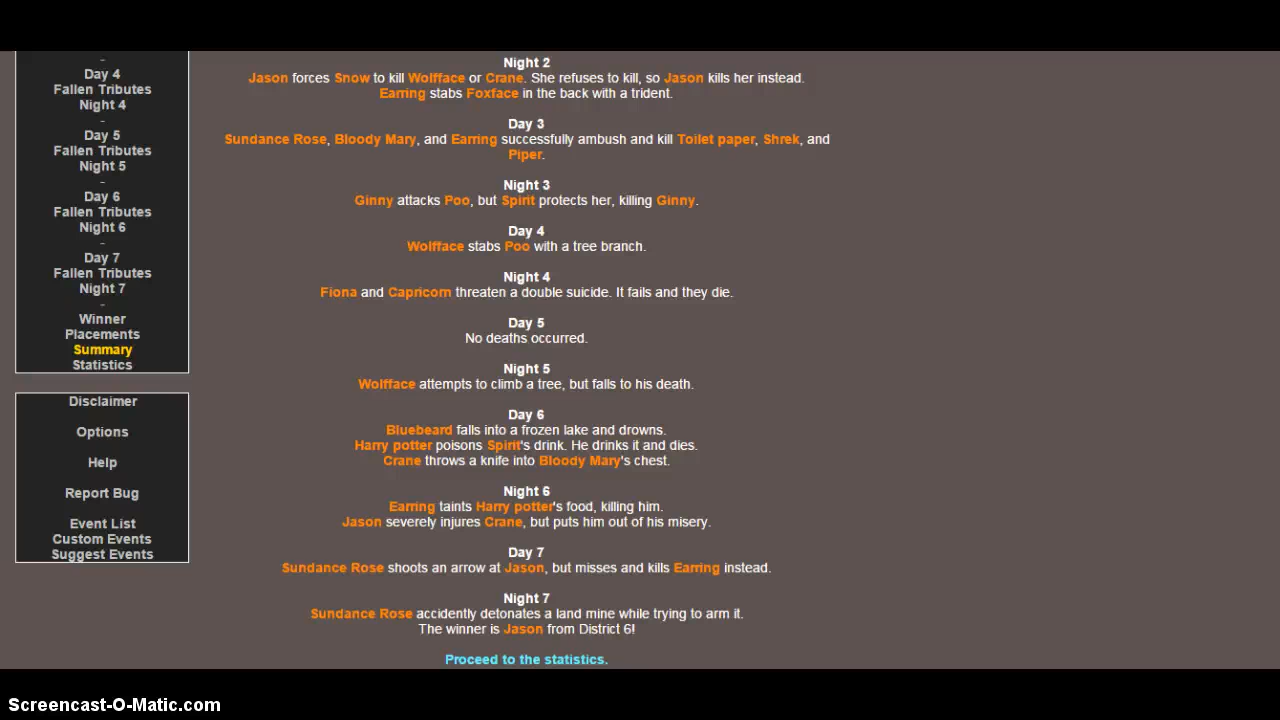 -
Day 4
Fallen Tributes
Night 4
-
Day 5
Fallen Tributes
Night 5
-
Day 6
Fallen Tributes
Night 6
-
Day 7
Fallen Tributes
Night 7
-
Winner
Placements
Summary
Statistics
Disclaimer
Options
Help
Report Bug
Event List
Custom Events
Suggest Events
Night 2
Jason forces Snow to kill Wolfface or Crane. She refuses to kill, so Jason kills her instead.
Earring stabs Foxface in the back with a trident.
Day 3
Sundance Rose, Bloody Mary, and Earring successfully ambush and kill Toilet paper, Shrek, and
Piper.
Night 3
Ginny attacks Poo, but Spirit protects her, killing Ginny.
Day 4
Wolfface stabs Poo with a tree branch.
Night 4
Fiona and Capricorn threaten a double suicide. It fails and they die.
Day 5
No deaths occurred.
Night 5
Wolfface attempts to climb a tree, but falls to his death.
Day 6
Bluebeard falls into a frozen lake and drowns.
Harry potter poisons Spirit's drink. He drinks it and dies.
Crane throws a knife into Bloody Mary's chest.
Night 6
Earring taints Harry potter's food, killing him.
Jason severely injures Crane, but puts him out of his misery.
Day 7
Sundance Rose shoots an arrow at Jason, but misses and kills Earring instead.
Night 7
Sundance Rose accidently detonates a land mine while trying to arm it.
The winner is Jason from District 6!
Proceed to the statistics.
Screencast-O-Matic.com